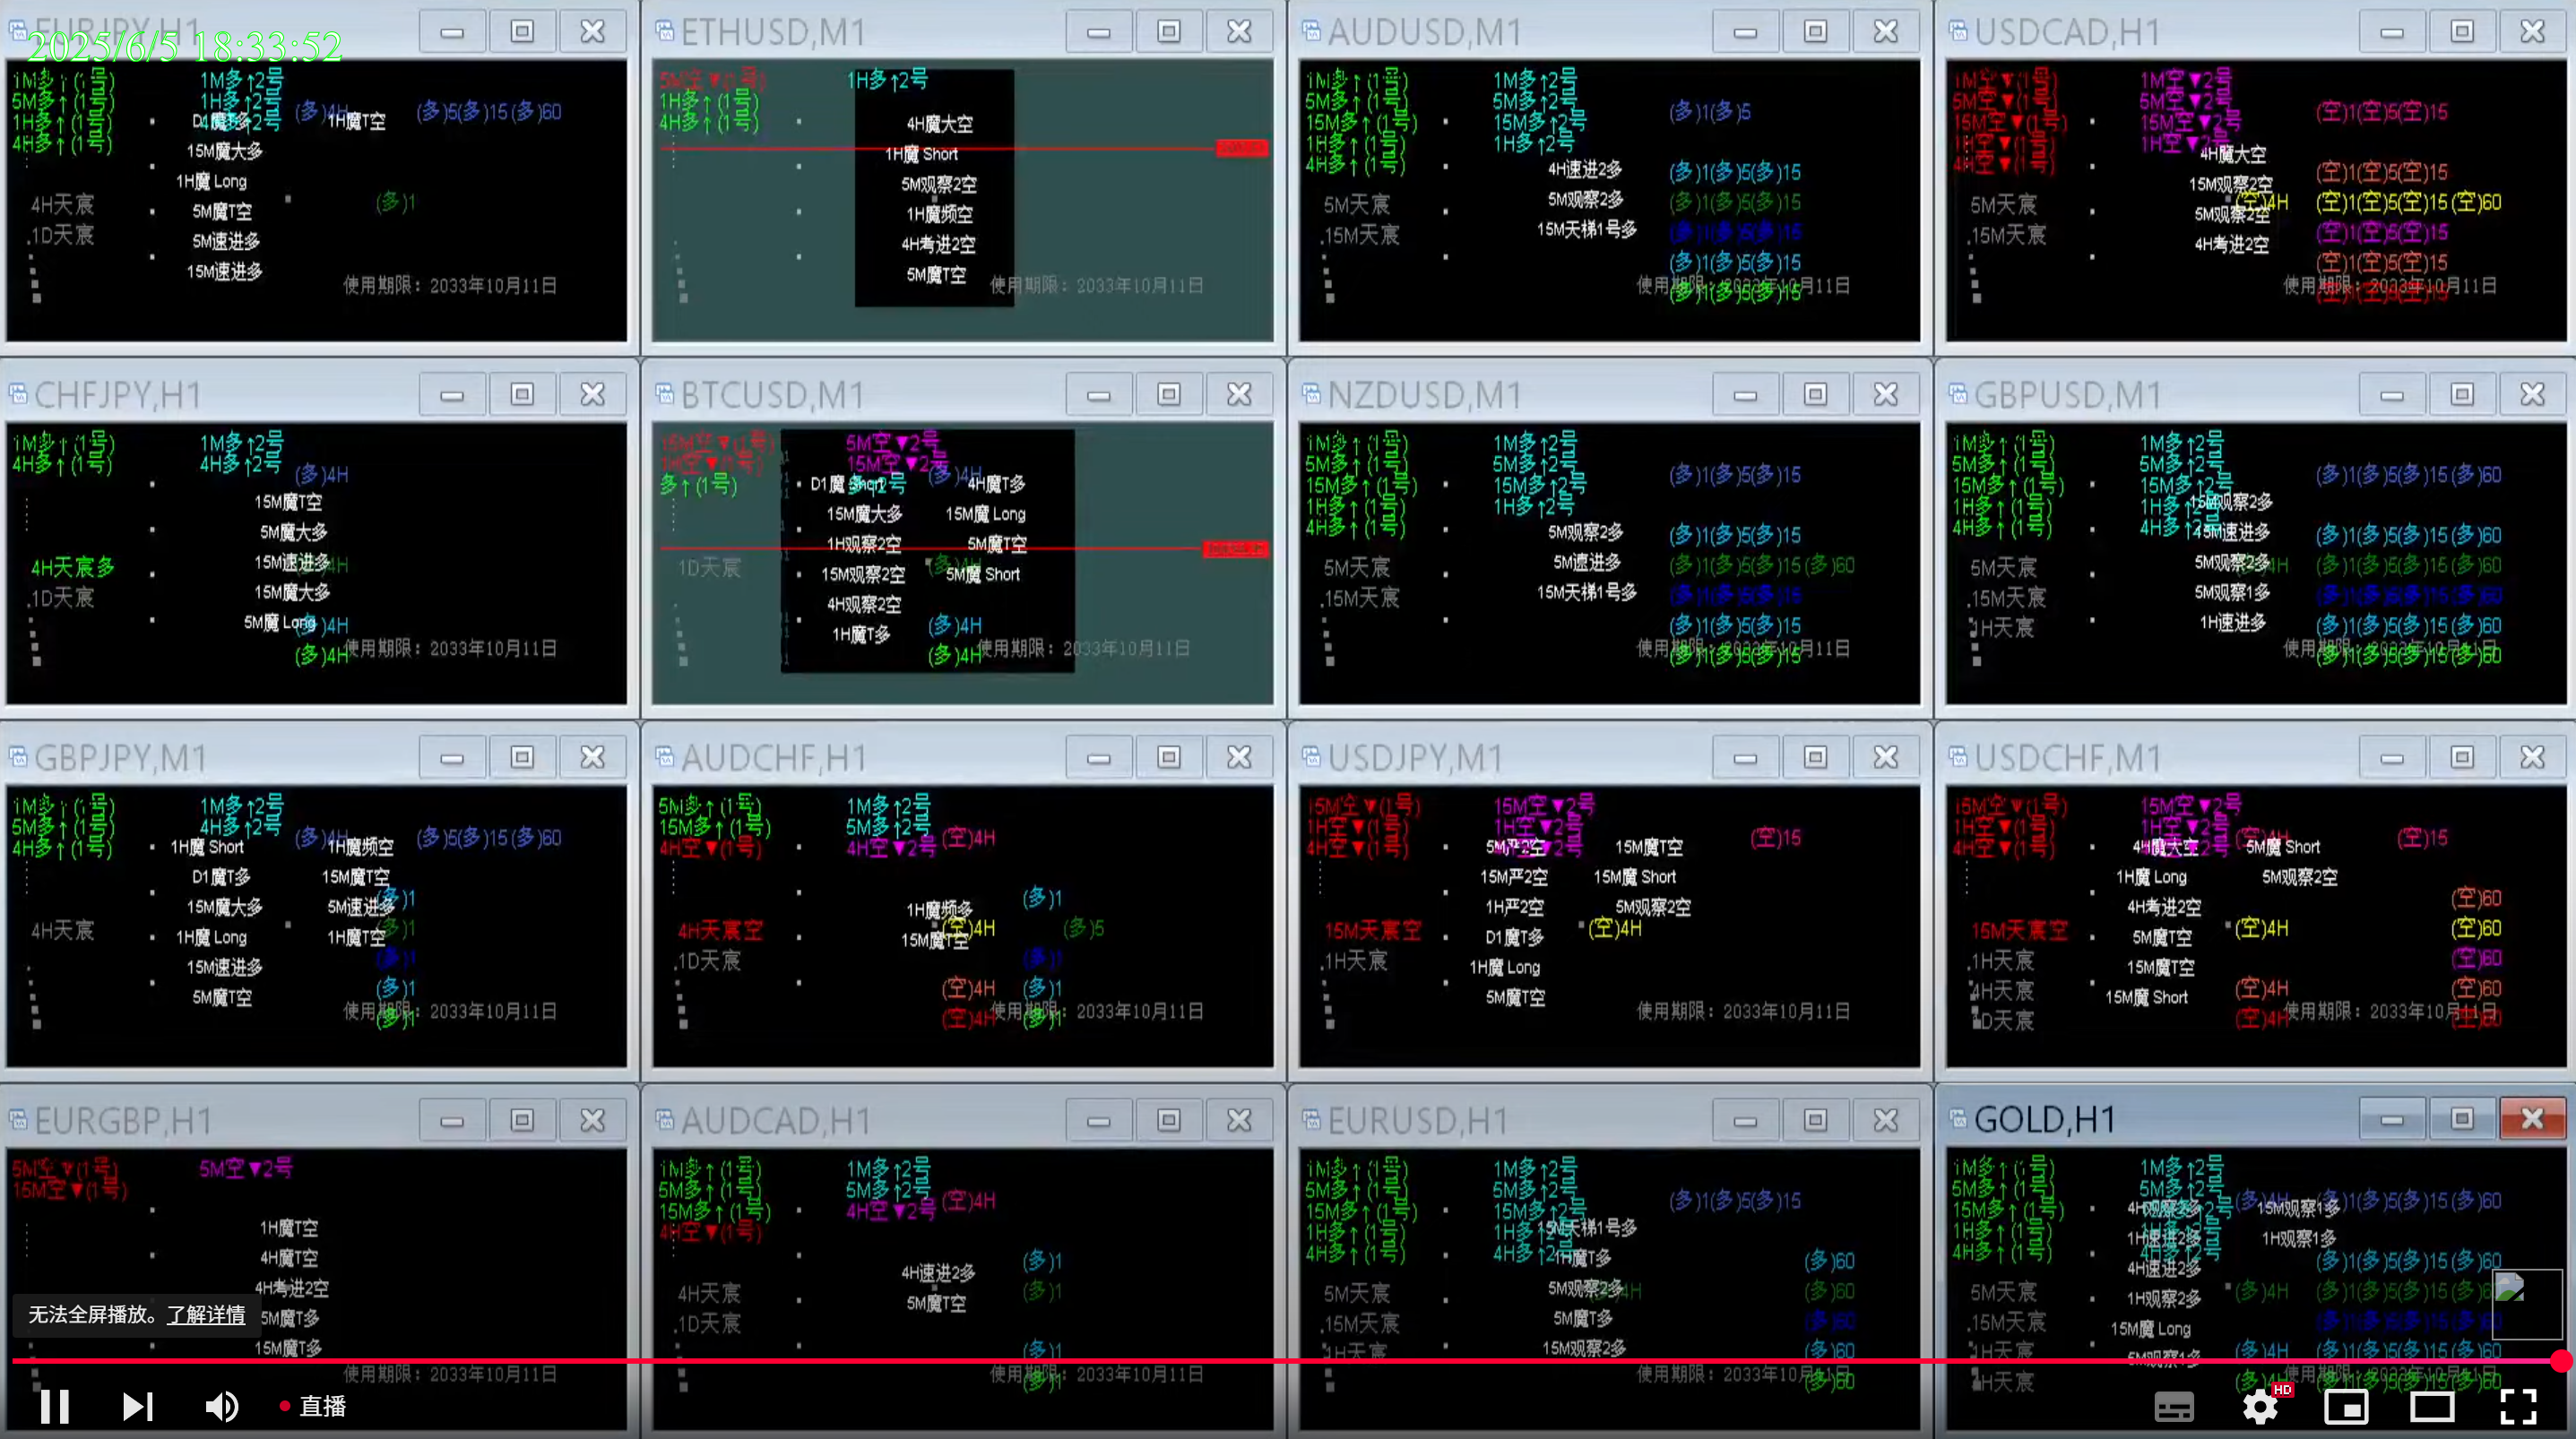 EURJPY,H1
2025/6/5 18:33:52
1M多↑(1号) 1M多↑2号
5M多↑(1号) 1H多↑2号 (多)4H (多)5(多)15(多)60
1H多↑(1号) 4H多↑2号 1H魔T空
4H多↑(1号)
15M魔大多
1H魔 Long
4H天宸 5M魔T空 (多)1
.1D天宸 5M速进多
15M速进多
使用期限：2033年10月11日
ETHUSD,M1
5M空▼(1号) 1H多↑2号
1H多↑(1号)
4H多↑(1号) 4H魔大空
1H魔 Short
5M观察2空
1H魔频空
4H考进2空
5M魔T空
使用期限：2033年10月11日
AUDUSD,M1
1M多↑(1号) 1M多↑2号
5M多↑(1号) 5M多↑2号 (多)1(多)5
15M多↑(1号) 15M多↑2号
1H多↑(1号) 1H多↑2号
4H多↑(1号) 4H速进2多 (多)1(多)5(多)15
5M天宸 5M观察2多 (多)1(多)5(多)15
.15M天宸 15M天梯1号多 (多)1(多)5(多)15
(多)1(多)5(多)15
使用期限：2033年10月11日
(多)1(多)5(多)15
USDCAD,H1
1M空▼(1号) 1M空▼2号
5M空▼(1号) 5M空▼2号 (空)1(空)5(空)15
15M空▼(1号) 15M空▼2号
1H空▼(1号) 1H空▼2号
4H空▼(1号) 4H魔大空
15M观察2空 (空)1(空)5(空)15
5M天宸 5M观察2空 (空)4H (空)1(空)5(空)15(空)60
.15M天宸 4H考进2空 (空)1(空)5(空)15
(空)1(空)5(空)15
使用期限：2033年10月11日
(空)1(空)5(空)15
CHFJPY,H1
1M多↑(1号) 1M多↑2号
4H多↑(1号) 4H多↑2号 (多)4H
15M魔T空
5M魔大多
4H天宸多 15M速进多
.1D天宸 15M魔大多
5M魔 Long (多)4H
(多)4H 使用期限：2033年10月11日
BTCUSD,M1
15M空▼(1号) 5M空▼2号
1H空▼(1号) 15M空▼2号 (多)4H
多↑(1号) D1魔 Short 4H魔T多
15M魔大多 15M魔 Long
1H观察2空 5M魔T空
1D天宸 15M观察2空 5M魔 Short
4H观察2空
1H魔T多 (多)4H
(多)4H 使用期限：2033年10月11日
NZDUSD,M1
1M多↑(1号) 1M多↑2号
5M多↑(1号) 5M多↑2号 (多)1(多)5(多)15
15M多↑(1号) 15M多↑2号
1H多↑(1号) 1H多↑2号
4H多↑(1号) 5M观察2多 (多)1(多)5(多)15
5M天宸 5M速进多 (多)1(多)5(多)15(多)60
.15M天宸 15M天梯1号多 (多)1(多)5(多)15
(多)1(多)5(多)15
使用期限：2033年10月11日
(多)1(多)5(多)15
GBPUSD,M1
1M多↑(1号) 1M多↑2号
5M多↑(1号) 5M多↑2号 (多)1(多)5(多)15(多)60
15M多↑(1号) 15M多↑2号
1H多↑(1号) 1H多↑2号 15M观察2多
4H多↑(1号) 4H多↑2号 15M速进多 (多)1(多)5(多)15(多)60
5M天宸 5M观察2多 (多)1(多)5(多)15(多)60
.15M天宸 5M观察1多 (多)1(多)5(多)15(多)60
1H天宸 1H速进多 (多)1(多)5(多)15(多)60
使用期限：2033年10月11日
(多)1(多)5(多)15(多)60
GBPJPY,M1
1M多↑(1号) 1M多↑2号
5M多↑(1号) 4H多↑2号 (多)4H (多)5(多)15(多)60
4H多↑(1号) 1H魔 Short 1H魔频空
D1魔T多 15M魔T空
15M魔大多 5M速进多 (多)1
4H天宸 1H魔 Long 1H魔T空 (多)1
15M速进多 (多)1
5M魔T空 (多)1
使用期限：2033年10月11日
(多)1
AUDCHF,H1
5M多↑(1号) 1M多↑2号
15M多↑(1号) 5M多↑2号 (空)4H
4H空▼(1号) 4H空▼2号
1H魔频多 (多)1
4H天宸空 15M魔T空 (空)4H (多)5
.1D天宸 (多)1
(空)4H (多)1
使用期限：2033年10月11日
(空)4H (多)1
USDJPY,M1
15M空▼(1号) 15M空▼2号
1H空▼(1号) 1H空▼2号 (空)15
4H空▼(1号) 5M严2空 15M魔T空
15M严2空 15M魔 Short
1H严2空 5M观察2空
15M天宸空 D1魔T多 (空)4H
.1H天宸 1H魔 Long
5M魔T空
使用期限：2033年10月11日
USDCHF,M1
15M空▼(1号) 15M空▼2号
1H空▼(1号) 1H空▼2号 (空)4H (空)15
4H空▼(1号) 4H魔大空 5M魔 Short
1H魔 Long 5M观察2空
4H考进2空 (空)60
15M天宸空 5M魔T空 (空)4H (空)60
.1H天宸 15M魔T空 (空)60
4H天宸 15M魔 Short (空)4H (空)60
D天宸 (空)4H 使用期限：2033年10月11日 (空)60
EURGBP,H1
5M空▼(1号) 5M空▼2号
15M空▼(1号)
1H魔T空
4H魔T空
4H考进2空
无法全屏播放。了解详情 5M魔T多
15M魔T多
使用期限：2033年10月11日
AUDCAD,H1
1M多↑(1号) 1M多↑2号
5M多↑(1号) 5M多↑2号 (空)4H
15M多↑(1号) 4H空▼2号
4H空▼(1号)
4H速进2多 (多)1
4H天宸 5M魔T空 (多)1
.1D天宸
(多)1
使用期限：2033年10月11日
(多)1
EURUSD,H1
1M多↑(1号) 1M多↑2号
5M多↑(1号) 5M多↑2号 (多)1(多)5(多)15
15M多↑(1号) 15M多↑2号
1H多↑(1号) 1H多↑2号 15M天梯1号多
4H多↑(1号) 4H多↑2号 1H魔T多 (多)60
5M天宸 5M观察2多 (多)60
.15M天宸 5M魔T多 (多)60
1H天宸 15M观察2多 (多)60
使用期限：2033年10月11日
(多)60
GOLD,H1
1M多↑(1号) 1M多↑2号
5M多↑(1号) 5M多↑2号 (多)4H (多)1(多)5(多)15(多)60
15M多↑(1号) 4H观察2多 15M观察1多
1H多↑(1号) 1H速进2多 1H观察1多
4H多↑(1号) 4H速进2多 (多)1(多)5(多)15(多)60
5M天宸 1H观察2多 (多)4H (多)1(多)5(多)15
.15M天宸 15M魔 Long
1H天宸 5M观察1多 (多)4H (多)1(多)5(多)15(多)60
4H天宸 (多)4H 使用期限：2033年10月11日
直播
HD